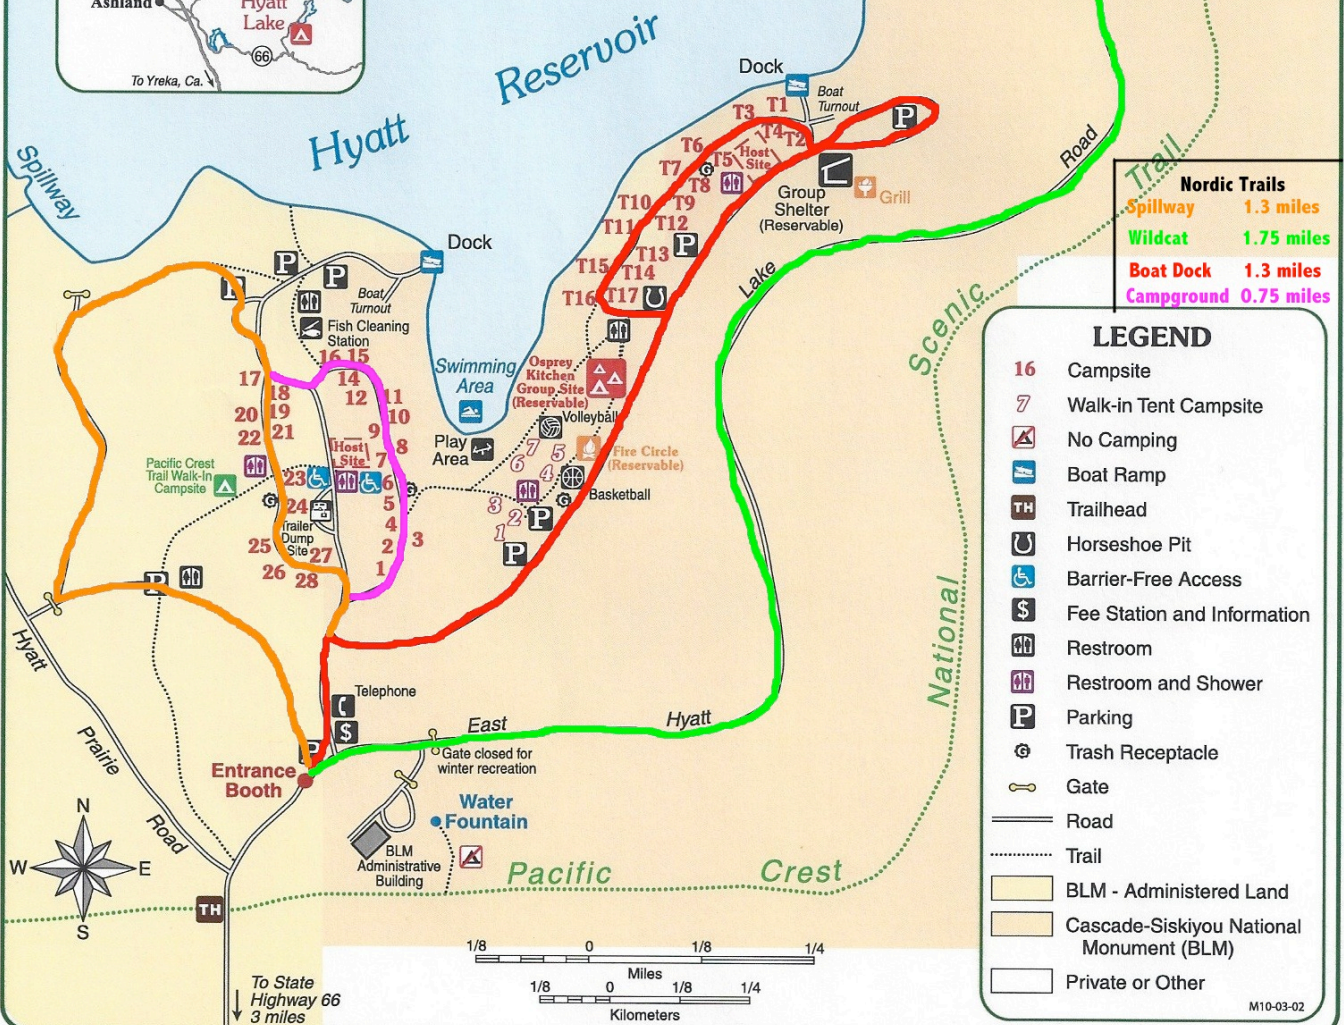 Ashland
Hyatt
Lake
66
To Yreka, Ca.
Hyatt
Reservoir
Spillway
Dock
Boat
Turnout
T1
T3
T4
T2
T6
T5
Host
Site
T7
T8
T10
T9
T11
T12
T13
T15
T14
T16
T17
P
P
Group
Shelter
(Reservable)
Grill
Road
Trail
Lake
Scenic
National
Nordic Trails
Spillway 1.3 miles
Wildcat 1.75 miles
Boat Dock 1.3 miles
Campground 0.75 miles
Dock
P
P
P
Boat
Turnout
Fish Cleaning
Station
Swimming
Area
Play
Area
Osprey
Kitchen
Group Site
(Reservable)
Volleyball
Fire Circle
(Reservable)
Basketball
7
5
6
4
3
2
1
P
P
G
G
G
G
16 15
17
14
18
12
11
20 19
10
22 21
9
8
Host
Site
7
23
6
24
5
4
3
25
27
2
26
28
1
Pacific Crest
Trail Walk-In
Campsite
Trailer
Dump
Site
P
Hyatt
Prairie
Road
Telephone
$
P
Entrance
Booth
East
Hyatt
Gate closed for
winter recreation
Water
Fountain
BLM
Administrative
Building
Pacific
Crest
N
W
E
S
TH
To State
Highway 66
3 miles
1/8 0 1/8 1/4
Miles
1/8 0 1/8 1/4
Kilometers
LEGEND
16 Campsite
7 Walk-in Tent Campsite
No Camping
Boat Ramp
TH Trailhead
Horseshoe Pit
Barrier-Free Access
$ Fee Station and Information
Restroom
Restroom and Shower
P Parking
G Trash Receptacle
Gate
Road
Trail
BLM - Administered Land
Cascade-Siskiyou National
Monument (BLM)
Private or Other
M10-03-02